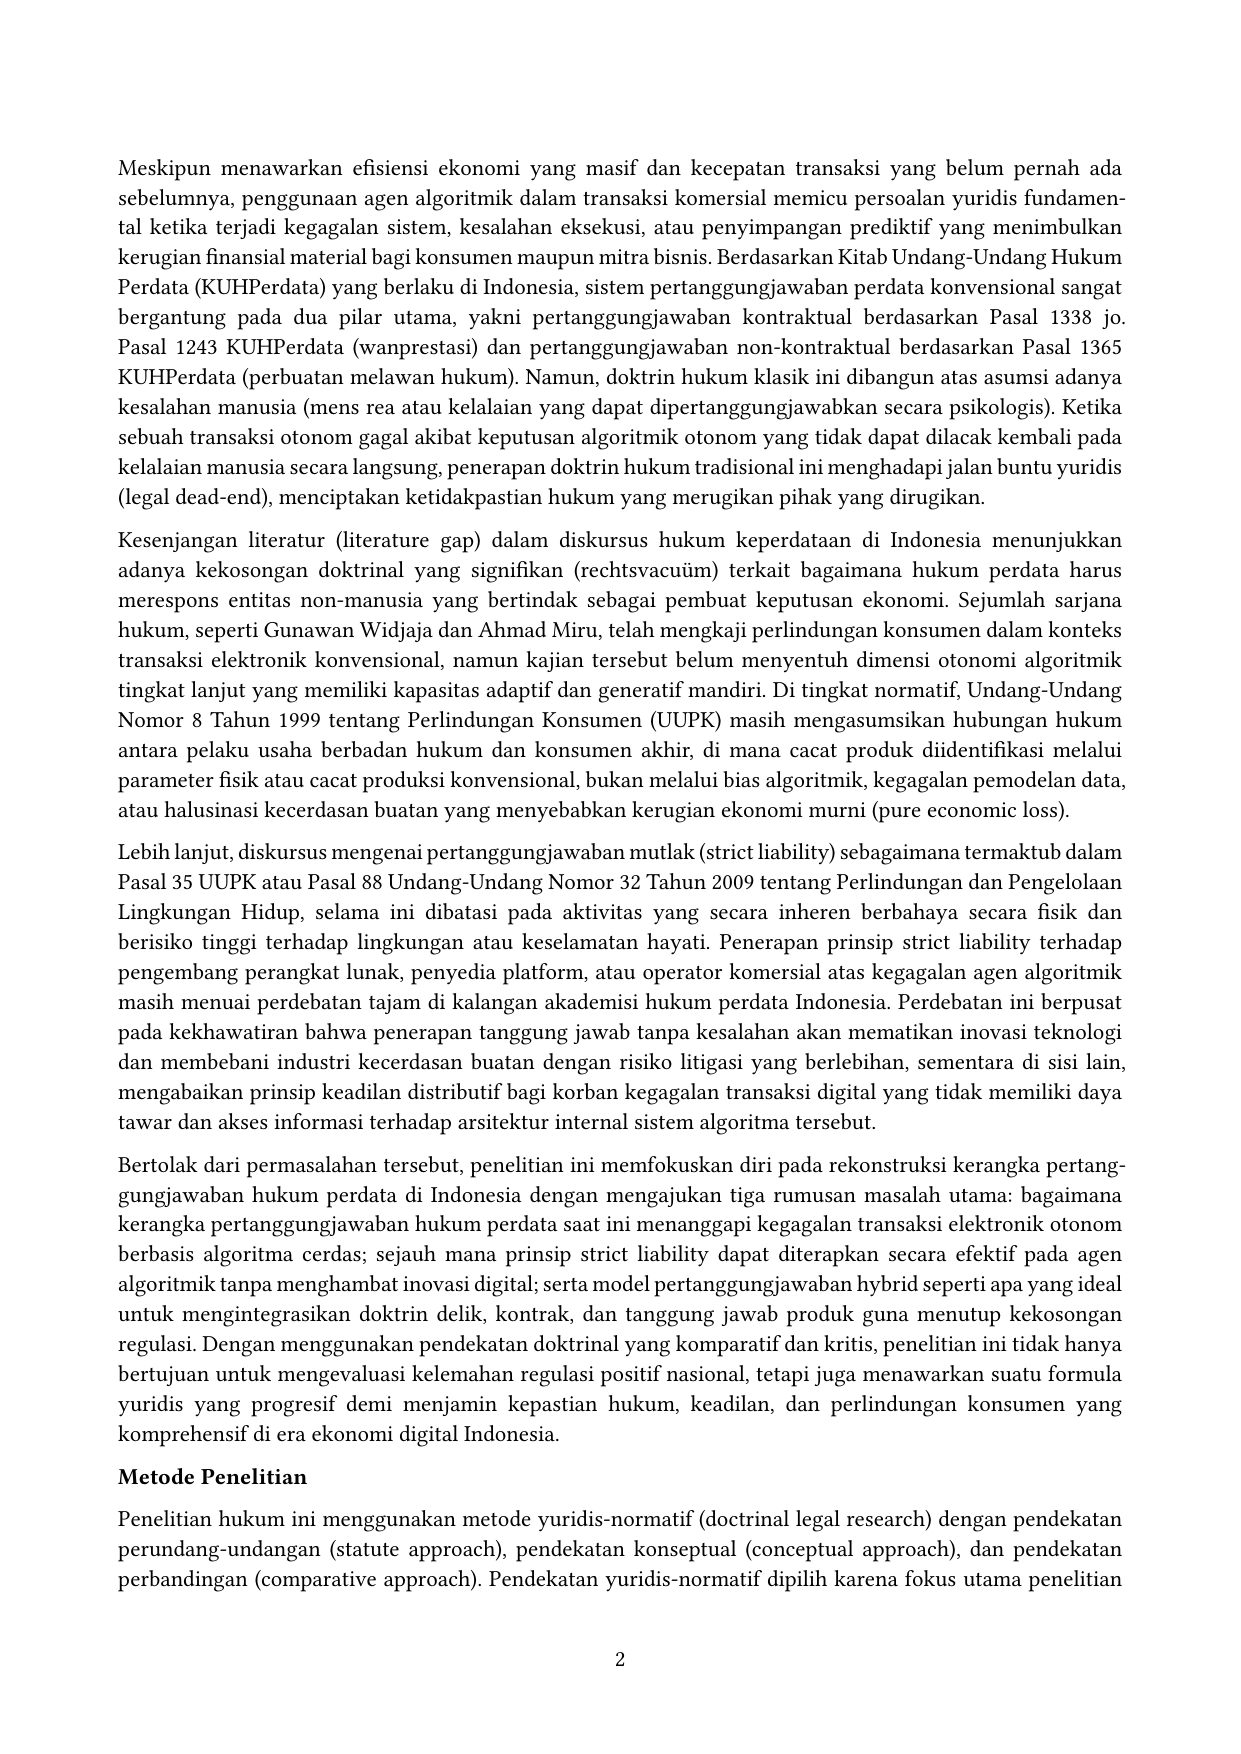 Meskipun menawarkan efisiensi ekonomi yang masif dan kecepatan transaksi yang belum pernah ada
sebelumnya, penggunaan agen algoritmik dalam transaksi komersial memicu persoalan yuridis fundamen-
tal ketika terjadi kegagalan sistem, kesalahan eksekusi, atau penyimpangan prediktif yang menimbulkan
kerugian finansial material bagi konsumen maupun mitra bisnis. Berdasarkan Kitab Undang-Undang Hukum
Perdata (KUHPerdata) yang berlaku di Indonesia, sistem pertanggungjawaban perdata konvensional sangat
bergantung pada dua pilar utama, yakni pertanggungjawaban kontraktual berdasarkan Pasal 1338 jo.
Pasal 1243 KUHPerdata (wanprestasi) dan pertanggungjawaban non-kontraktual berdasarkan Pasal 1365
KUHPerdata (perbuatan melawan hukum). Namun, doktrin hukum klasik ini dibangun atas asumsi adanya
kesalahan manusia (mens rea atau kelalaian yang dapat dipertanggungjawabkan secara psikologis). Ketika
sebuah transaksi otonom gagal akibat keputusan algoritmik otonom yang tidak dapat dilacak kembali pada
kelalaian manusia secara langsung, penerapan doktrin hukum tradisional ini menghadapi jalan buntu yuridis
(legal dead-end), menciptakan ketidakpastian hukum yang merugikan pihak yang dirugikan.
Kesenjangan literatur (literature gap) dalam diskursus hukum keperdataan di Indonesia menunjukkan
adanya kekosongan doktrinal yang signifikan (rechtsvacuüm) terkait bagaimana hukum perdata harus
merespons entitas non-manusia yang bertindak sebagai pembuat keputusan ekonomi. Sejumlah sarjana
hukum, seperti Gunawan Widjaja dan Ahmad Miru, telah mengkaji perlindungan konsumen dalam konteks
transaksi elektronik konvensional, namun kajian tersebut belum menyentuh dimensi otonomi algoritmik
tingkat lanjut yang memiliki kapasitas adaptif dan generatif mandiri. Di tingkat normatif, Undang-Undang
Nomor 8 Tahun 1999 tentang Perlindungan Konsumen (UUPK) masih mengasumsikan hubungan hukum
antara pelaku usaha berbadan hukum dan konsumen akhir, di mana cacat produk diidentifikasi melalui
parameter fisik atau cacat produksi konvensional, bukan melalui bias algoritmik, kegagalan pemodelan data,
atau halusinasi kecerdasan buatan yang menyebabkan kerugian ekonomi murni (pure economic loss).
Lebih lanjut, diskursus mengenai pertanggungjawaban mutlak (strict liability) sebagaimana termaktub dalam
Pasal 35 UUPK atau Pasal 88 Undang-Undang Nomor 32 Tahun 2009 tentang Perlindungan dan Pengelolaan
Lingkungan Hidup, selama ini dibatasi pada aktivitas yang secara inheren berbahaya secara fisik dan
berisiko tinggi terhadap lingkungan atau keselamatan hayati. Penerapan prinsip strict liability terhadap
pengembang perangkat lunak, penyedia platform, atau operator komersial atas kegagalan agen algoritmik
masih menuai perdebatan tajam di kalangan akademisi hukum perdata Indonesia. Perdebatan ini berpusat
pada kekhawatiran bahwa penerapan tanggung jawab tanpa kesalahan akan mematikan inovasi teknologi
dan membebani industri kecerdasan buatan dengan risiko litigasi yang berlebihan, sementara di sisi lain,
mengabaikan prinsip keadilan distributif bagi korban kegagalan transaksi digital yang tidak memiliki daya
tawar dan akses informasi terhadap arsitektur internal sistem algoritma tersebut.
Bertolak dari permasalahan tersebut, penelitian ini memfokuskan diri pada rekonstruksi kerangka pertang-
gungjawaban hukum perdata di Indonesia dengan mengajukan tiga rumusan masalah utama: bagaimana
kerangka pertanggungjawaban hukum perdata saat ini menanggapi kegagalan transaksi elektronik otonom
berbasis algoritma cerdas; sejauh mana prinsip strict liability dapat diterapkan secara efektif pada agen
algoritmik tanpa menghambat inovasi digital; serta model pertanggungjawaban hybrid seperti apa yang ideal
untuk mengintegrasikan doktrin delik, kontrak, dan tanggung jawab produk guna menutup kekosongan
regulasi. Dengan menggunakan pendekatan doktrinal yang komparatif dan kritis, penelitian ini tidak hanya
bertujuan untuk mengevaluasi kelemahan regulasi positif nasional, tetapi juga menawarkan suatu formula
yuridis yang progresif demi menjamin kepastian hukum, keadilan, dan perlindungan konsumen yang
komprehensif di era ekonomi digital Indonesia.
Metode Penelitian
Penelitian hukum ini menggunakan metode yuridis-normatif (doctrinal legal research) dengan pendekatan
perundang-undangan (statute approach), pendekatan konseptual (conceptual approach), dan pendekatan
perbandingan (comparative approach). Pendekatan yuridis-normatif dipilih karena fokus utama penelitian
2